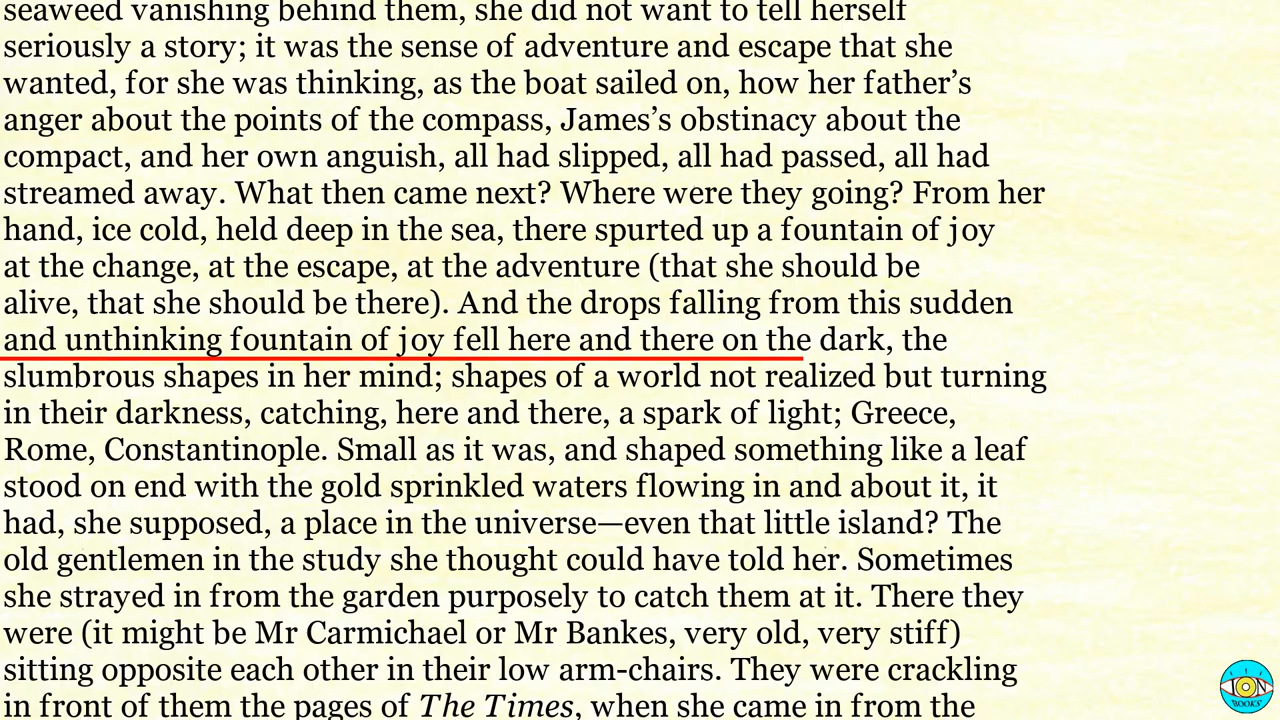 seaweed vanishing behind them, she did not want to tell herself
seriously a story; it was the sense of adventure and escape that she
wanted, for she was thinking, as the boat sailed on, how her father’s
anger about the points of the compass, James’s obstinacy about the
compact, and her own anguish, all had slipped, all had passed, all had
streamed away. What then came next? Where were they going? From her
hand, ice cold, held deep in the sea, there spurted up a fountain of joy
at the change, at the escape, at the adventure (that she should be
alive, that she should be there). And the drops falling from this sudden
and unthinking fountain of joy fell here and there on the dark, the
slumbrous shapes in her mind; shapes of a world not realized but turning
in their darkness, catching, here and there, a spark of light; Greece,
Rome, Constantinople. Small as it was, and shaped something like a leaf
stood on end with the gold sprinkled waters flowing in and about it, it
had, she supposed, a place in the universe—even that little island? The
old gentlemen in the study she thought could have told her. Sometimes
she strayed in from the garden purposely to catch them at it. There they
were (it might be Mr Carmichael or Mr Bankes, very old, very stiff)
sitting opposite each other in their low arm-chairs. They were crackling
in front of them the pages of The Times, when she came in from the
ION
BOOKS